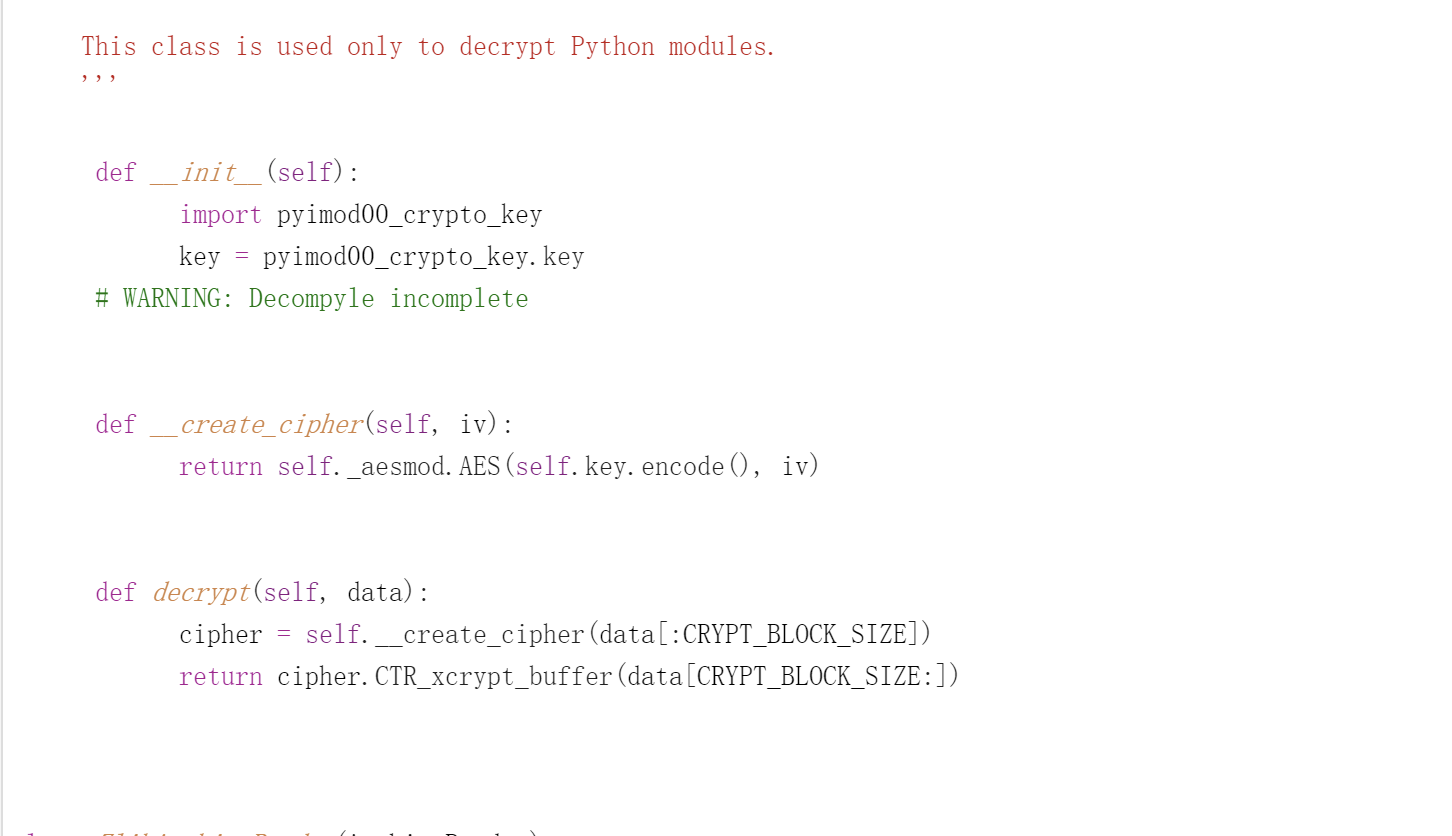 This class is used only to decrypt Python modules.
'''
def __init__(self):
import pyimod00_crypto_key
key = pyimod00_crypto_key.key
# WARNING: Decompyle incomplete
def __create_cipher(self, iv):
return self._aesmod.AES(self.key.encode(), iv)
def decrypt(self, data):
cipher = self.__create_cipher(data[:CRYPT_BLOCK_SIZE])
return cipher.CTR_xcrypt_buffer(data[CRYPT_BLOCK_SIZE:])